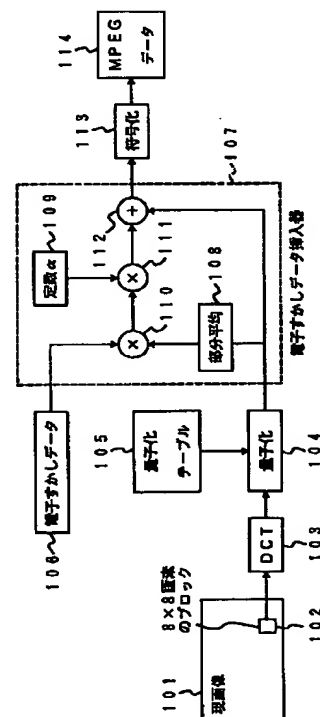 101
現画像
8×8画素
のブロック
102
DCT
103
量子化
104
量子化
テーブル
105
電子すかしデータ
106
電子すかしデータ挿入器
107
部分平均
108
定数α
109
×
110
×
111
+
112
符号化
113
MPEG
データ
114